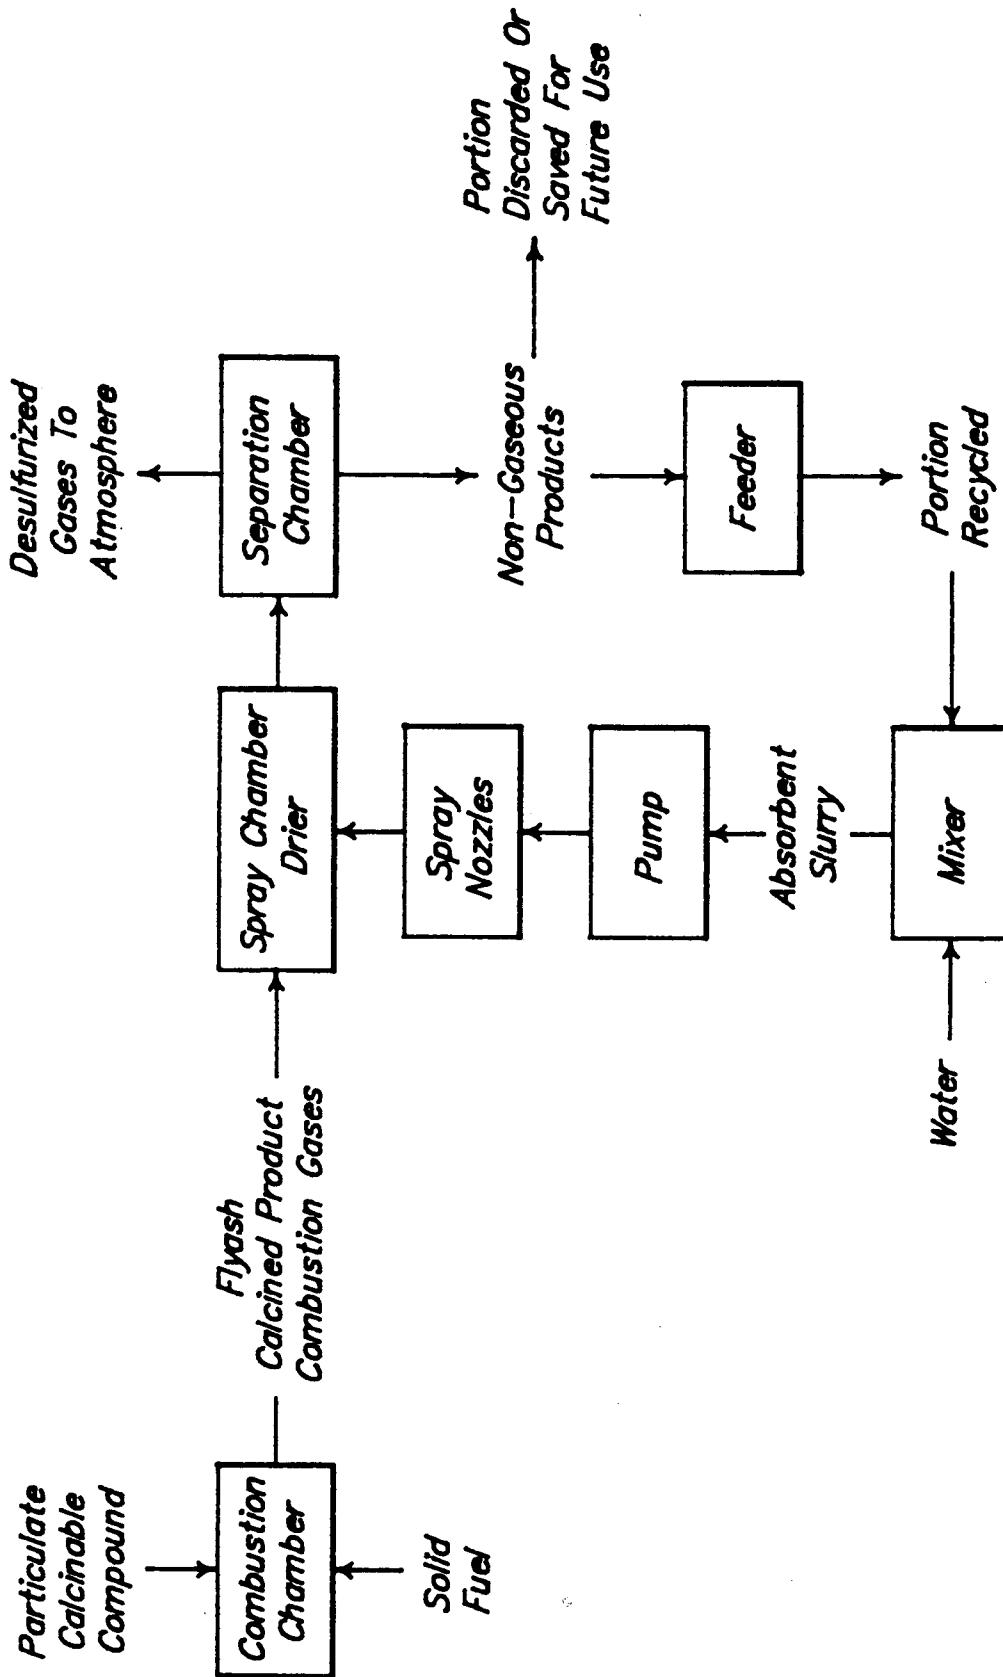 Particulate
Calcinable
Compound
Combustion
Chamber
Solid
Fuel
Flyash
Calcined Product
Combustion Gases
Spray Chamber
Drier
Spray
Nozzles
Pump
Absorbent
Slurry
Mixer
Water
Desulfurized
Gases To
Atmosphere
Separation
Chamber
Non-Gaseous
Products
Portion
Discarded Or
Saved For
Future Use
Feeder
Portion
Recycled